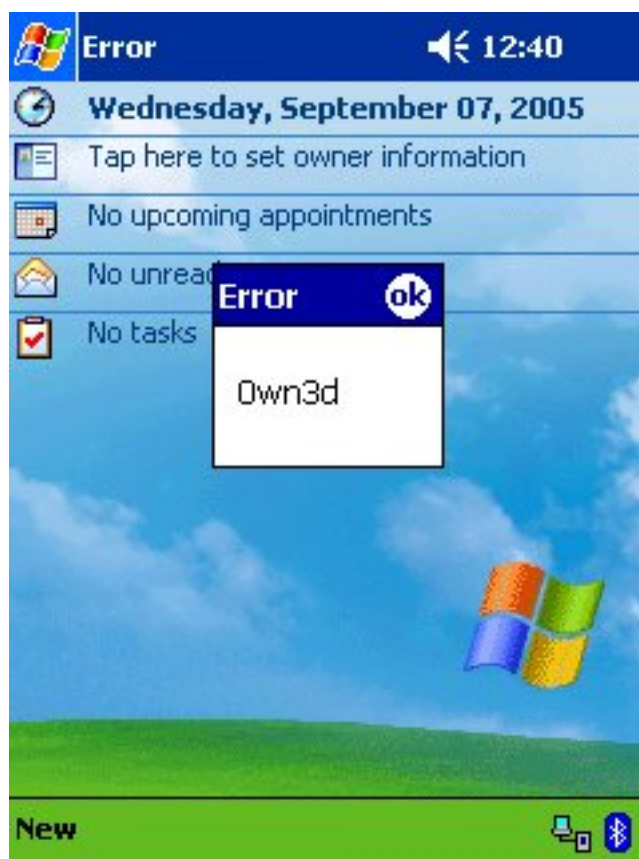 Error 12:40
Wednesday, September 07, 2005
Tap here to set owner information
No upcoming appointments
No unread
Error ok
No tasks
0wn3d
New